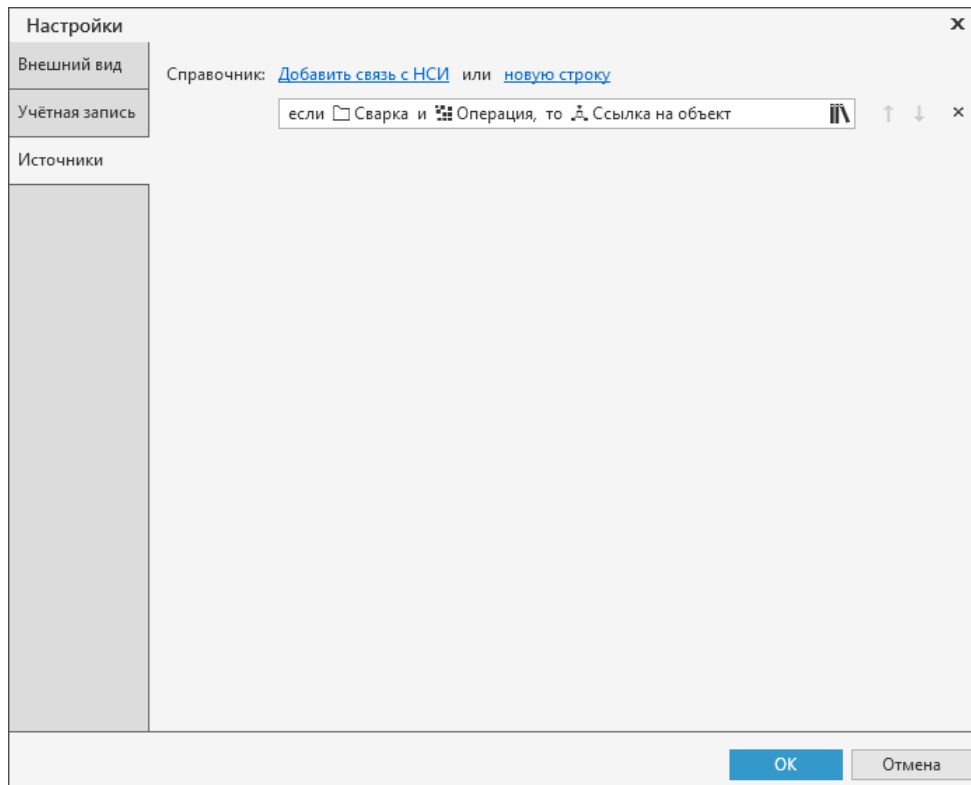 Настройки
Внешний вид
Учётная запись
Источники
Справочник: Добавить связь с НСИ или новую строку
если Сварка и Операция, то Ссылка на объект
ОК Отмена